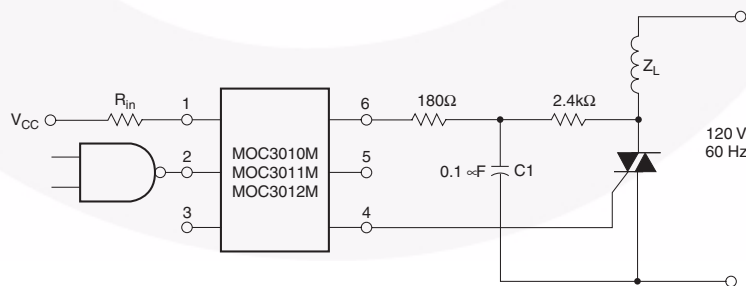 Z_L
R_in
1
6
180Ω
2.4kΩ
V_CC
120 V
60 Hz
MOC3010M
MOC3011M
MOC3012M
2
5
0.1 ∝F
C1
3
4